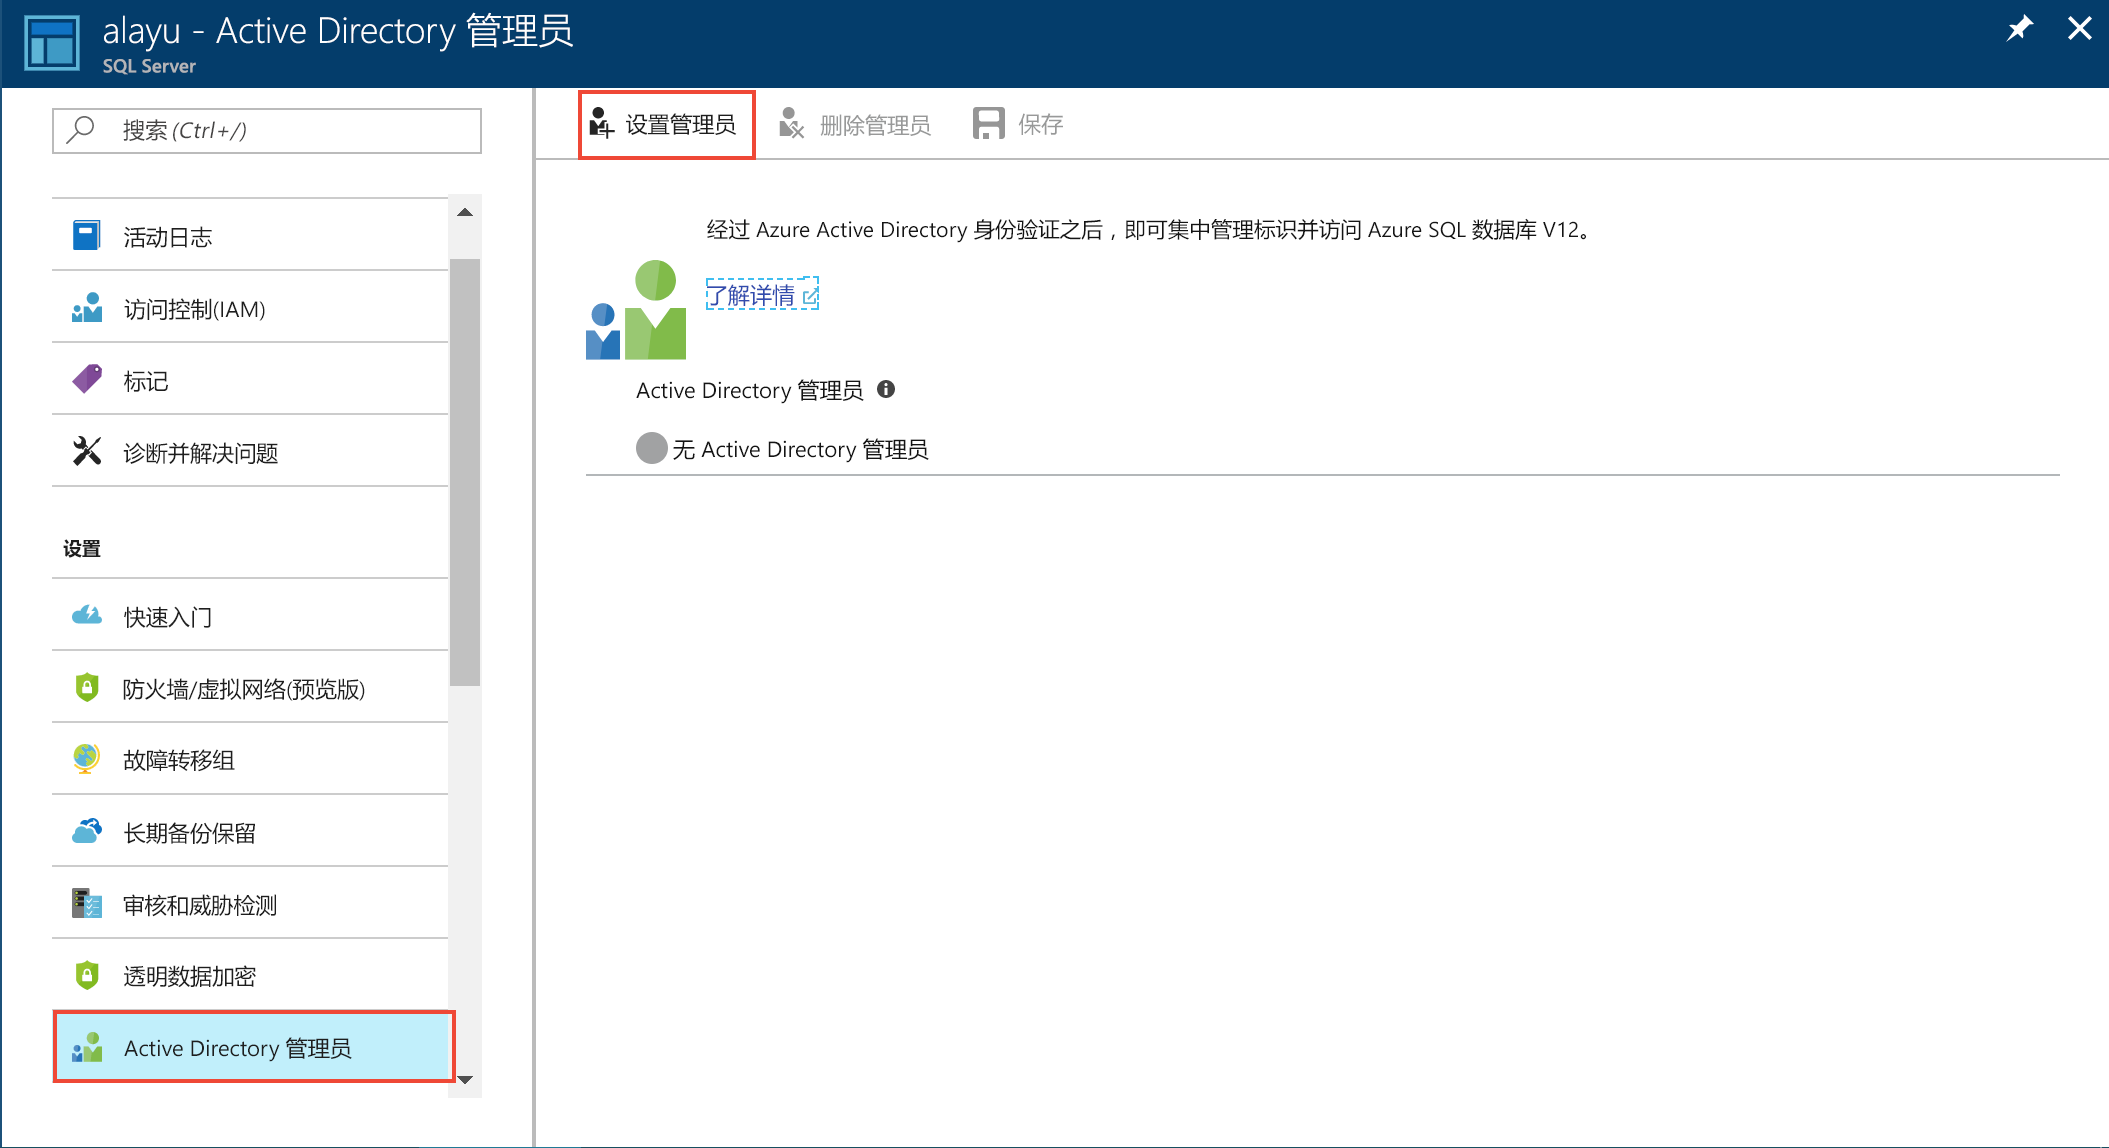 alayu - Active Directory 管理员
SQL Server
搜索 (Ctrl+/)
活动日志
访问控制(IAM)
标记
诊断并解决问题
设置
快速入门
防火墙/虚拟网络(预览版)
故障转移组
长期备份保留
审核和威胁检测
透明数据加密
Active Directory 管理员
设置管理员 删除管理员 保存
经过 Azure Active Directory 身份验证之后，即可集中管理标识并访问 Azure SQL 数据库 V12。
了解详情
Active Directory 管理员
无 Active Directory 管理员